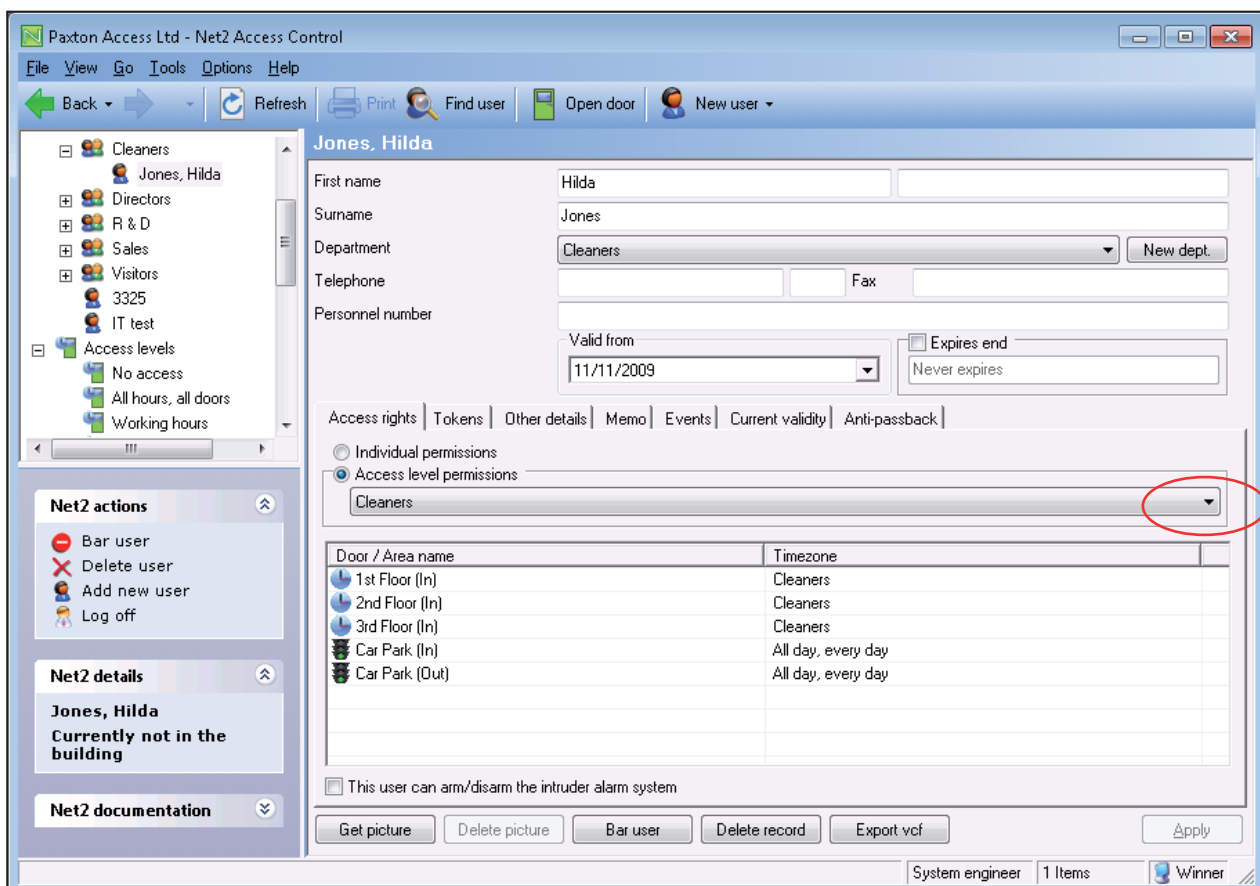 Paxton Access Ltd - Net2 Access Control
File View Go Tools Options Help
Back Refresh Print Find user Open door New user
Cleaners
Jones, Hilda
Directors
R & D
Sales
Visitors
3325
IT test
Access levels
No access
All hours, all doors
Working hours
Net2 actions
Bar user
Delete user
Add new user
Log off
Net2 details
Jones, Hilda
Currently not in the
building
Net2 documentation
Jones, Hilda
First name Hilda
Surname Jones
Department Cleaners New dept.
Telephone Fax
Personnel number
Valid from Expires end
11/11/2009 Never expires
Access rights Tokens Other details Memo Events Current validity Anti-passback
Individual permissions
Access level permissions
Cleaners
Door / Area name Timezone
1st Floor (In) Cleaners
2nd Floor (In) Cleaners
3rd Floor (In) Cleaners
Car Park (In) All day, every day
Car Park (Out) All day, every day
This user can arm/disarm the intruder alarm system
Get picture Delete picture Bar user Delete record Export vcf Apply
System engineer 1 Items Winner